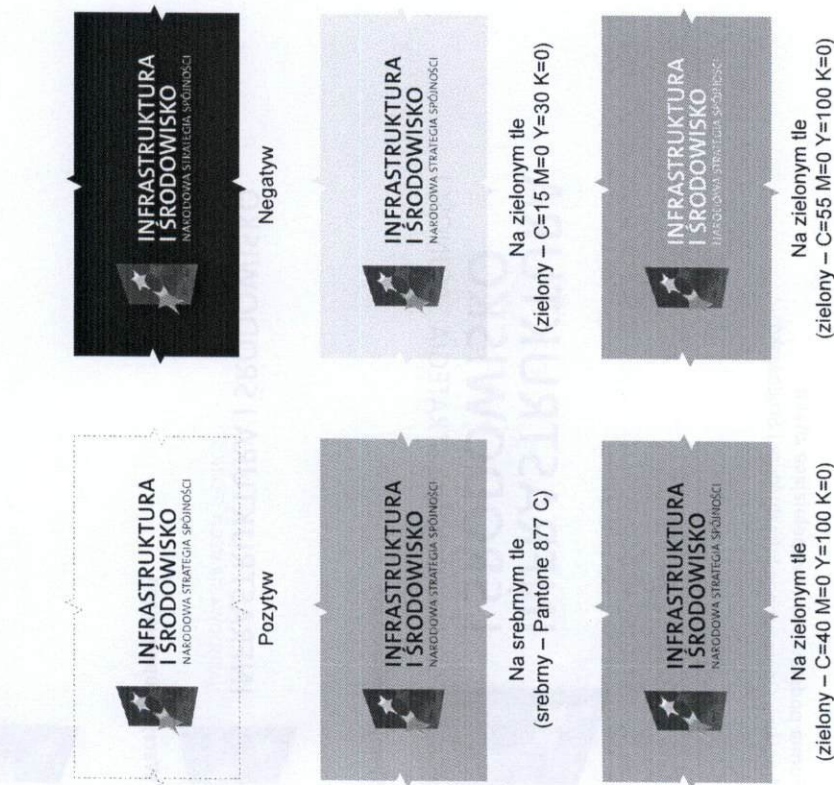 INFRASTRUKTURA
I ŚRODOWISKO
NARODOWA STRATEGIA SPÓJNOŚCI
Pozytyw
INFRASTRUKTURA
I ŚRODOWISKO
NARODOWA STRATEGIA SPÓJNOŚCI
Negatyw
INFRASTRUKTURA
I ŚRODOWISKO
NARODOWA STRATEGIA SPÓJNOŚCI
Na srebrnym tle
(srebrny – Pantone 877 C)
INFRASTRUKTURA
I ŚRODOWISKO
NARODOWA STRATEGIA SPÓJNOŚCI
Na zielonym tle
(zielony – C=15 M=0 Y=30 K=0)
INFRASTRUKTURA
I ŚRODOWISKO
NARODOWA STRATEGIA SPÓJNOŚCI
Na zielonym tle
(zielony – C=40 M=0 Y=100 K=0)
INFRASTRUKTURA
I ŚRODOWISKO
NARODOWA STRATEGIA SPÓJNOŚCI
Na zielonym tle
(zielony – C=55 M=0 Y=100 K=0)